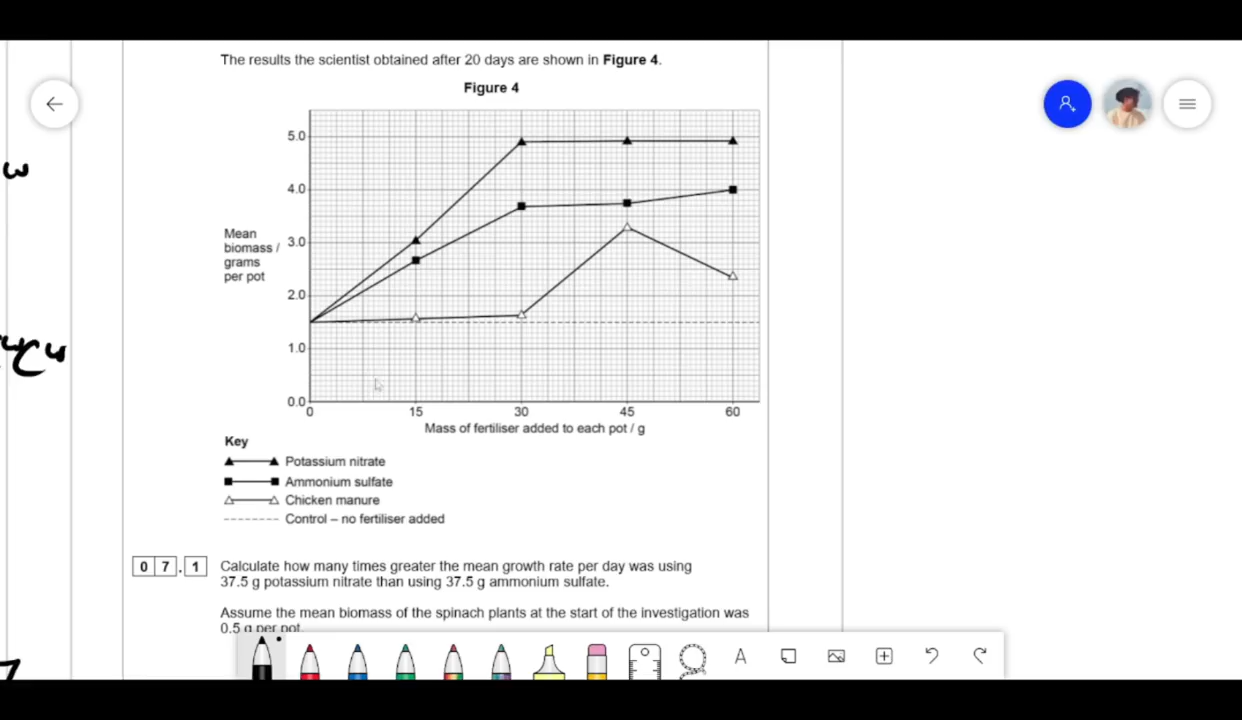 The results the scientist obtained after 20 days are shown in Figure 4.
Figure 4
5.0
4.0
3.0
2.0
1.0
0.0
Mean
biomass /
grams
per pot
0 15 30 45 60
Mass of fertiliser added to each pot / g
Key
Potassium nitrate
Ammonium sulfate
Chicken manure
Control – no fertiliser added
0 7 . 1 Calculate how many times greater the mean growth rate per day was using
37.5 g potassium nitrate than using 37.5 g ammonium sulfate.
Assume the mean biomass of the spinach plants at the start of the investigation was
0.5 g per pot.
A